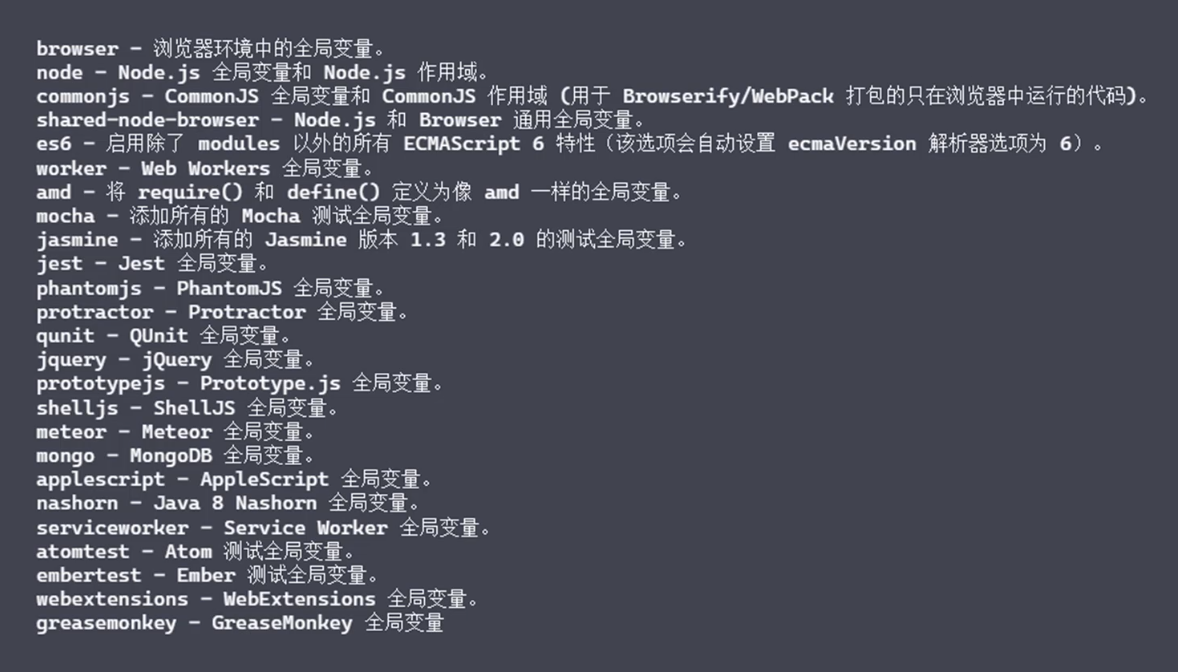 browser - 浏览器环境中的全局变量。
node - Node.js 全局变量和 Node.js 作用域。
commonjs - CommonJS 全局变量和 CommonJS 作用域 (用于 Browserify/WebPack 打包的只在浏览器中运行的代码)。
shared-node-browser - Node.js 和 Browser 通用全局变量。
es6 - 启用除了 modules 以外的所有 ECMAScript 6 特性（该选项会自动设置 ecmaVersion 解析器选项为 6）。
worker - Web Workers 全局变量。
amd - 将 require() 和 define() 定义为像 amd 一样的全局变量。
mocha - 添加所有的 Mocha 测试全局变量。
jasmine - 添加所有的 Jasmine 版本 1.3 和 2.0 的测试全局变量。
jest - Jest 全局变量。
phantomjs - PhantomJS 全局变量。
protractor - Protractor 全局变量。
qunit - QUnit 全局变量。
jquery - jQuery 全局变量。
prototypejs - Prototype.js 全局变量。
shelljs - ShellJS 全局变量。
meteor - Meteor 全局变量。
mongo - MongoDB 全局变量。
applescript - AppleScript 全局变量。
nashorn - Java 8 Nashorn 全局变量。
serviceworker - Service Worker 全局变量。
atomtest - Atom 测试全局变量。
embertest - Ember 测试全局变量。
webextensions - WebExtensions 全局变量。
greasemonkey - GreaseMonkey 全局变量